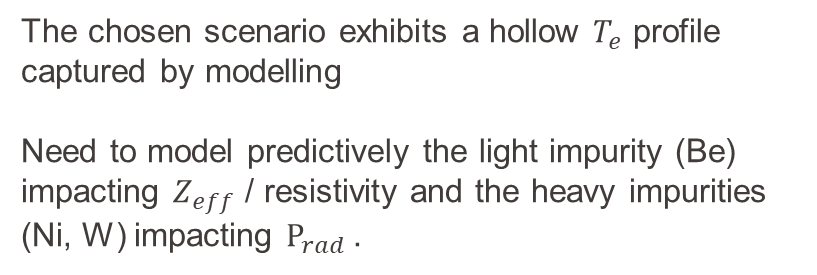 The chosen scenario exhibits a hollow $T_e$ profile
captured by modelling
Need to model predictively the light impurity (Be)
impacting $Z_{eff}$ / resistivity and the heavy impurities
(Ni, W) impacting $P_{rad}$ .